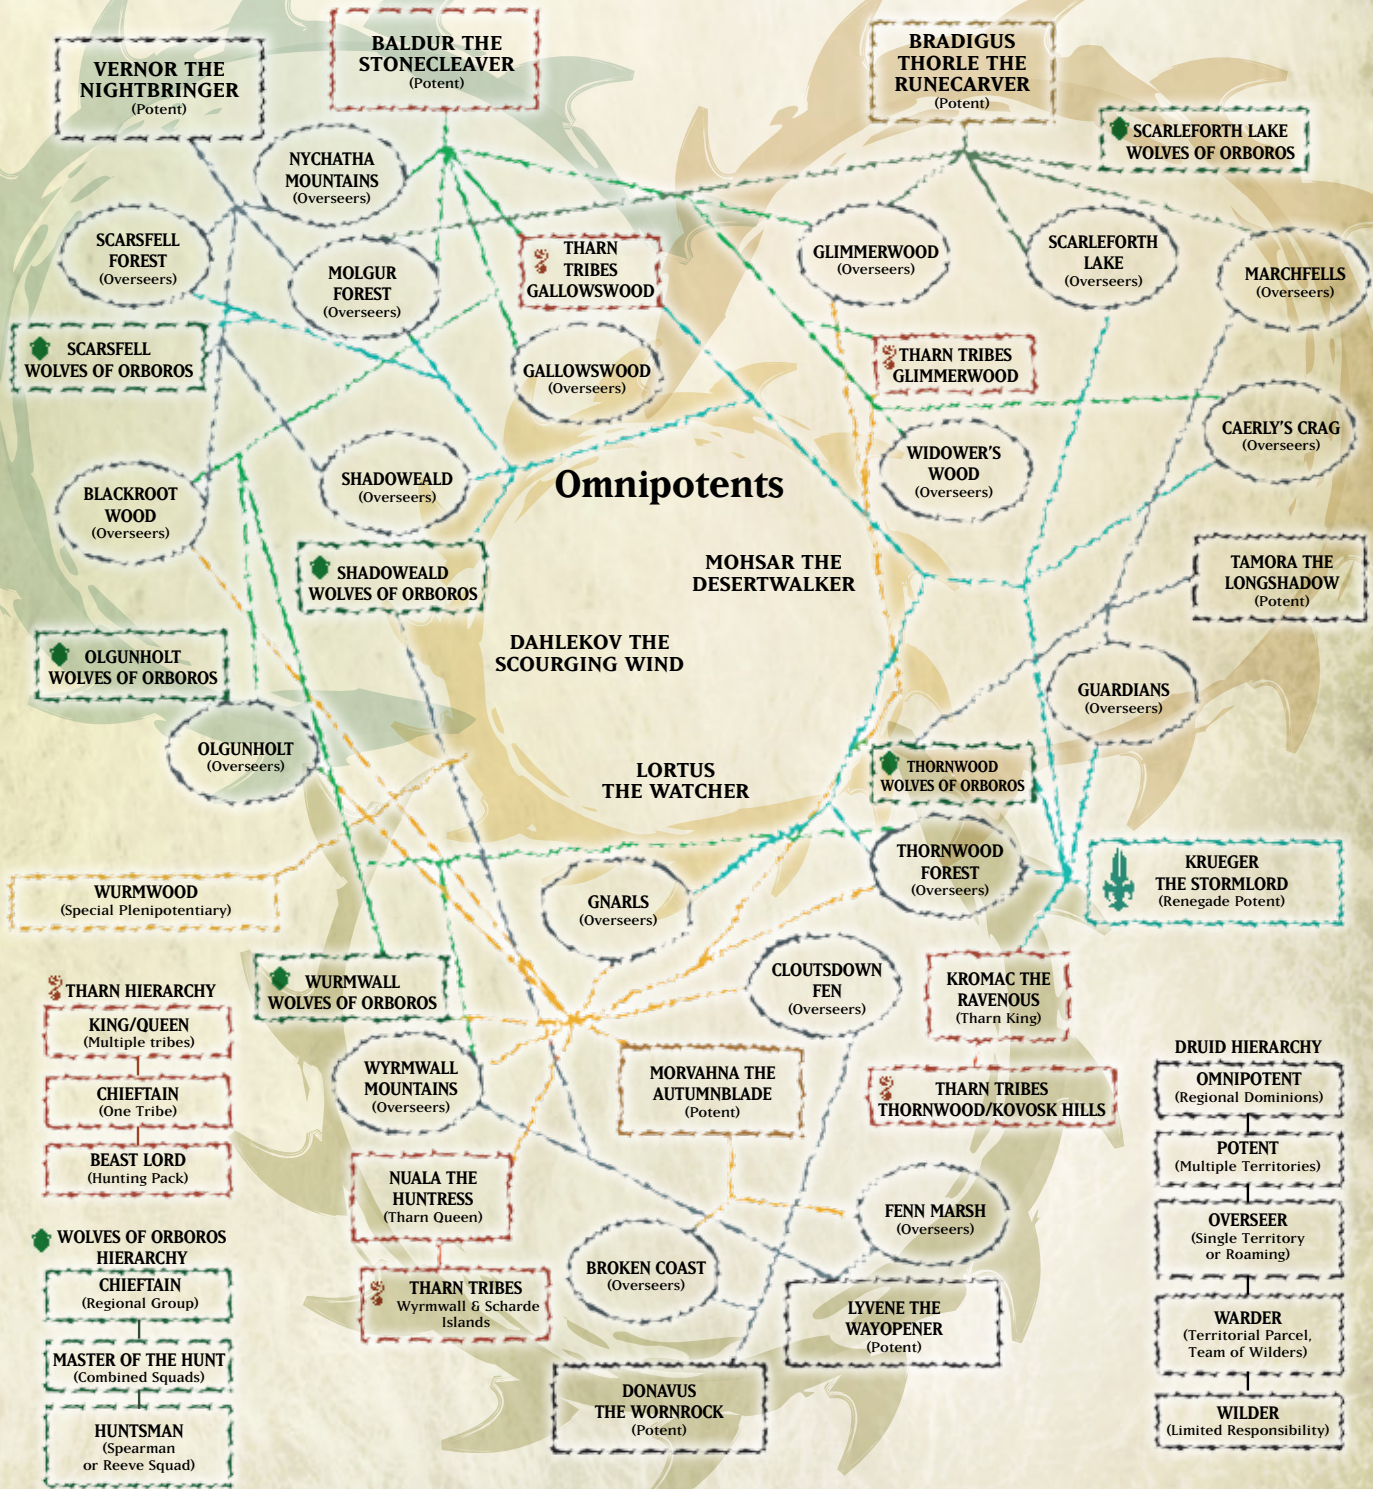 VERNOR THE
NIGHTBRINGER
(Potent)
BALDUR THE
STONECLEAVER
(Potent)
BRADIGUS
THORLE THE
RUNECARVER
(Potent)
SCARLEFORTH LAKE
WOLVES OF ORBOROS
NYCHATHA
MOUNTAINS
(Overseers)
SCARSFELL
FOREST
(Overseers)
MOLGUR
FOREST
(Overseers)
THARN
TRIBES
GALLOWSWOOD
GLIMMERWOOD
(Overseers)
SCARLEFORTH
LAKE
(Overseers)
MARCHFELLS
(Overseers)
SCARSFELL
WOLVES OF ORBOROS
GALLOWSWOOD
(Overseers)
THARN TRIBES
GLIMMERWOOD
CAERLY'S CRAG
(Overseers)
SHADOWEALD
(Overseers)
WIDOWER'S
WOOD
(Overseers)
BLACKROOT
WOOD
(Overseers)
Omnipotents
SHADOWEALD
WOLVES OF ORBOROS
MOHSAR THE
DESERTWALKER
TAMORA THE
LONGSHADOW
(Potent)
DAHLEKOV THE
SCOURGING WIND
OLGUNHOLT
WOLVES OF ORBOROS
GUARDIANS
(Overseers)
OLGUNHOLT
(Overseers)
LORTUS
THE WATCHER
THORNWOOD
WOLVES OF ORBOROS
THORNWOOD
FOREST
(Overseers)
KRUEGER
THE STORMLORD
(Renegade Potent)
WURMWOOD
(Special Plenipotentiary)
GNARLS
(Overseers)
WURMWALL
WOLVES OF ORBOROS
CLOUTSDOWN
FEN
(Overseers)
KROMAC THE
RAVENOUS
(Tharn King)
THARN HIERARCHY
KING/QUEEN
(Multiple tribes)
CHIEFTAIN
(One Tribe)
BEAST LORD
(Hunting Pack)
WYRMWALL
MOUNTAINS
(Overseers)
MORVAHNA THE
AUTUMNBLADE
(Potent)
THARN TRIBES
THORNWOOD/KOVOSK HILLS
DRUID HIERARCHY
OMNIPOTENT
(Regional Dominions)
POTENT
(Multiple Territories)
OVERSEER
(Single Territory
or Roaming)
WARDER
(Territorial Parcel,
Team of Wilders)
WILDER
(Limited Responsibility)
NUALA THE
HUNTRESS
(Tharn Queen)
FENN MARSH
(Overseers)
WOLVES OF ORBOROS
HIERARCHY
CHIEFTAIN
(Regional Group)
MASTER OF THE HUNT
(Combined Squads)
HUNTSMAN
(Spearman
or Reeve Squad)
THARN TRIBES
Wyrmwall & Scharde
Islands
BROKEN COAST
(Overseers)
LYVENE THE
WAYOPENER
(Potent)
DONAVUS
THE WORNROCK
(Potent)